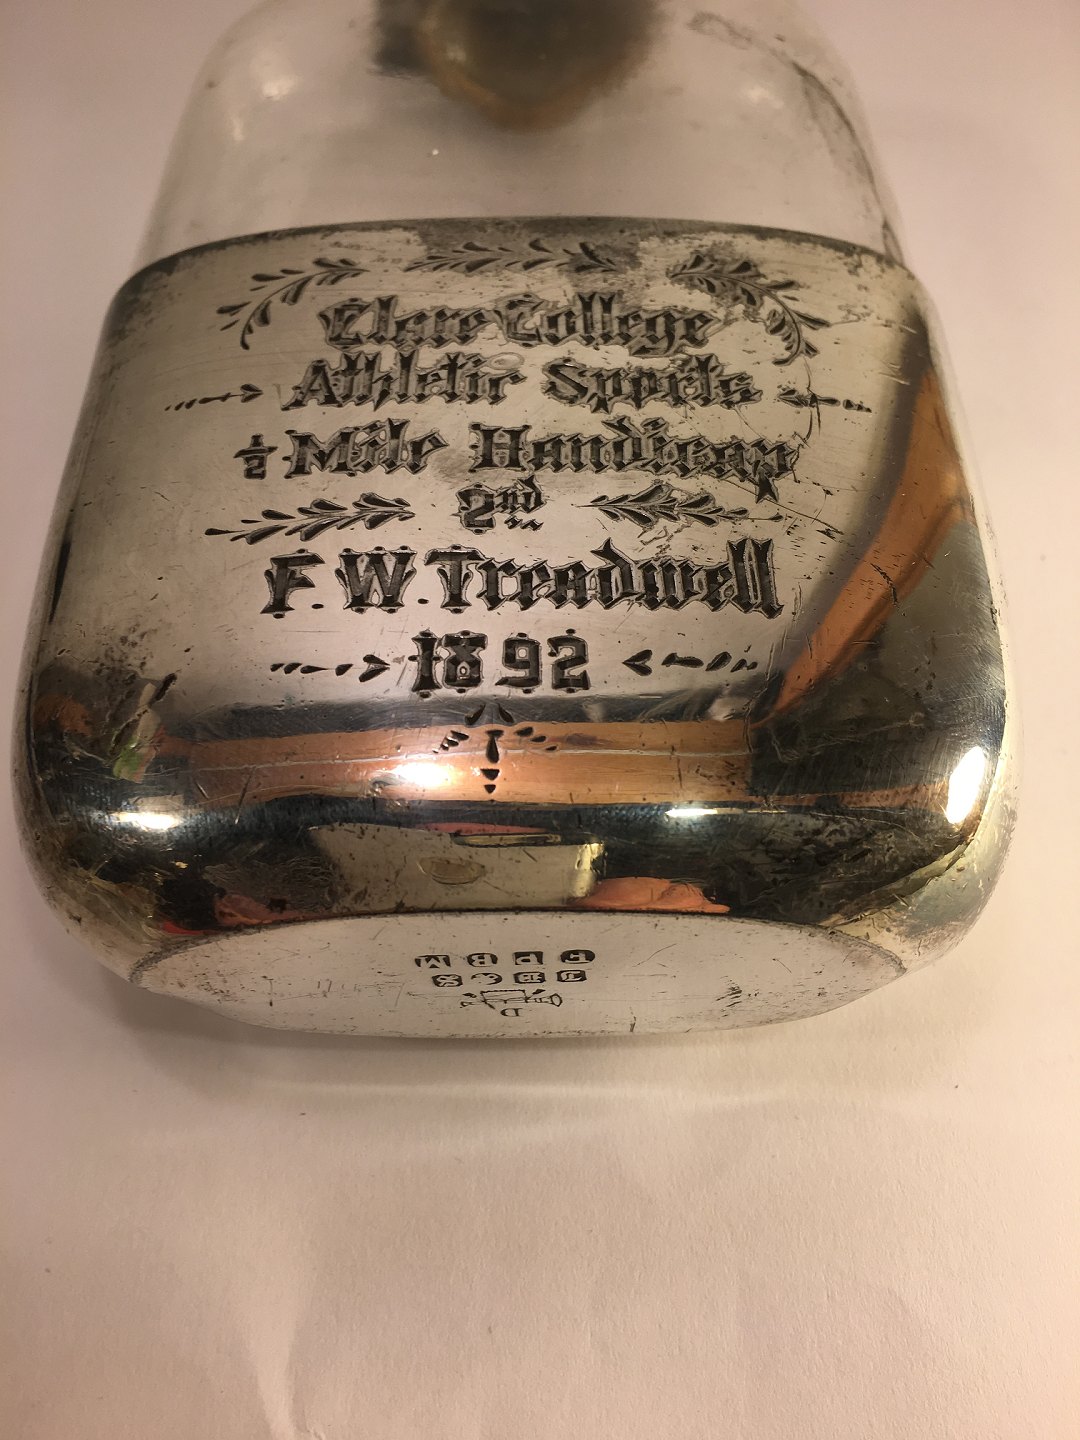 Clare College
Athletic Sports
½ Mile Handicap
2nd
F.W.Treadwell
1892
D